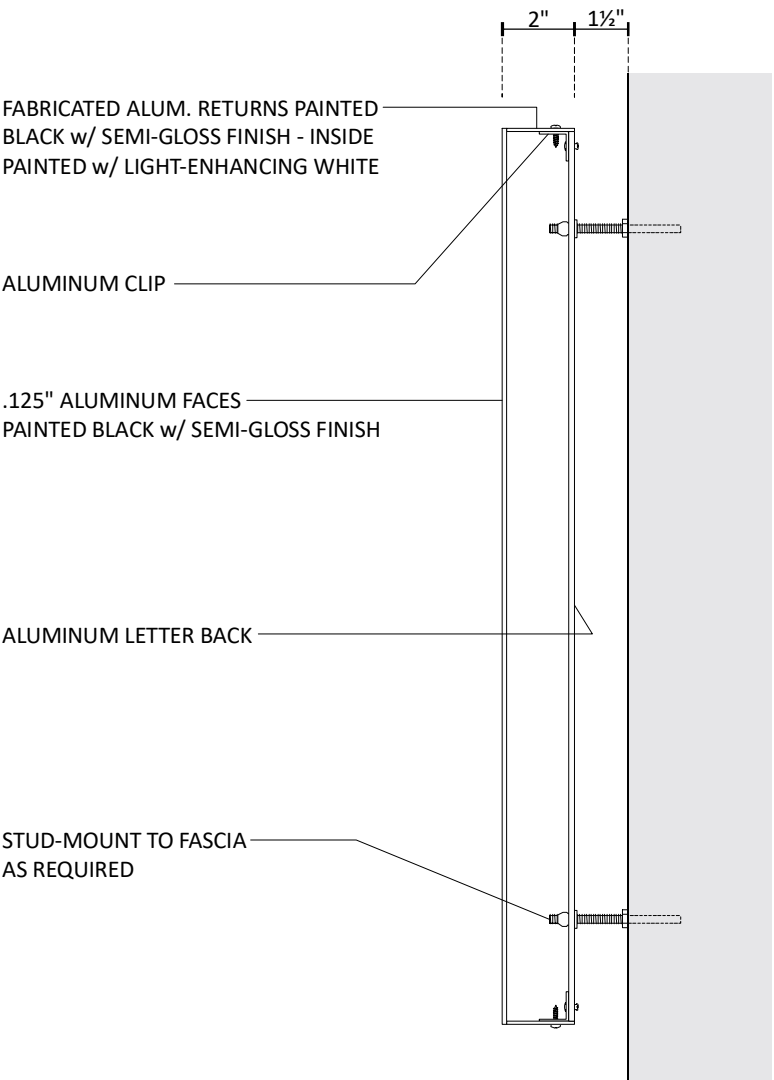 2" 1½"
FABRICATED ALUM. RETURNS PAINTED
BLACK w/ SEMI-GLOSS FINISH - INSIDE
PAINTED w/ LIGHT-ENHANCING WHITE
ALUMINUM CLIP
.125" ALUMINUM FACES
PAINTED BLACK w/ SEMI-GLOSS FINISH
ALUMINUM LETTER BACK
STUD-MOUNT TO FASCIA
AS REQUIRED